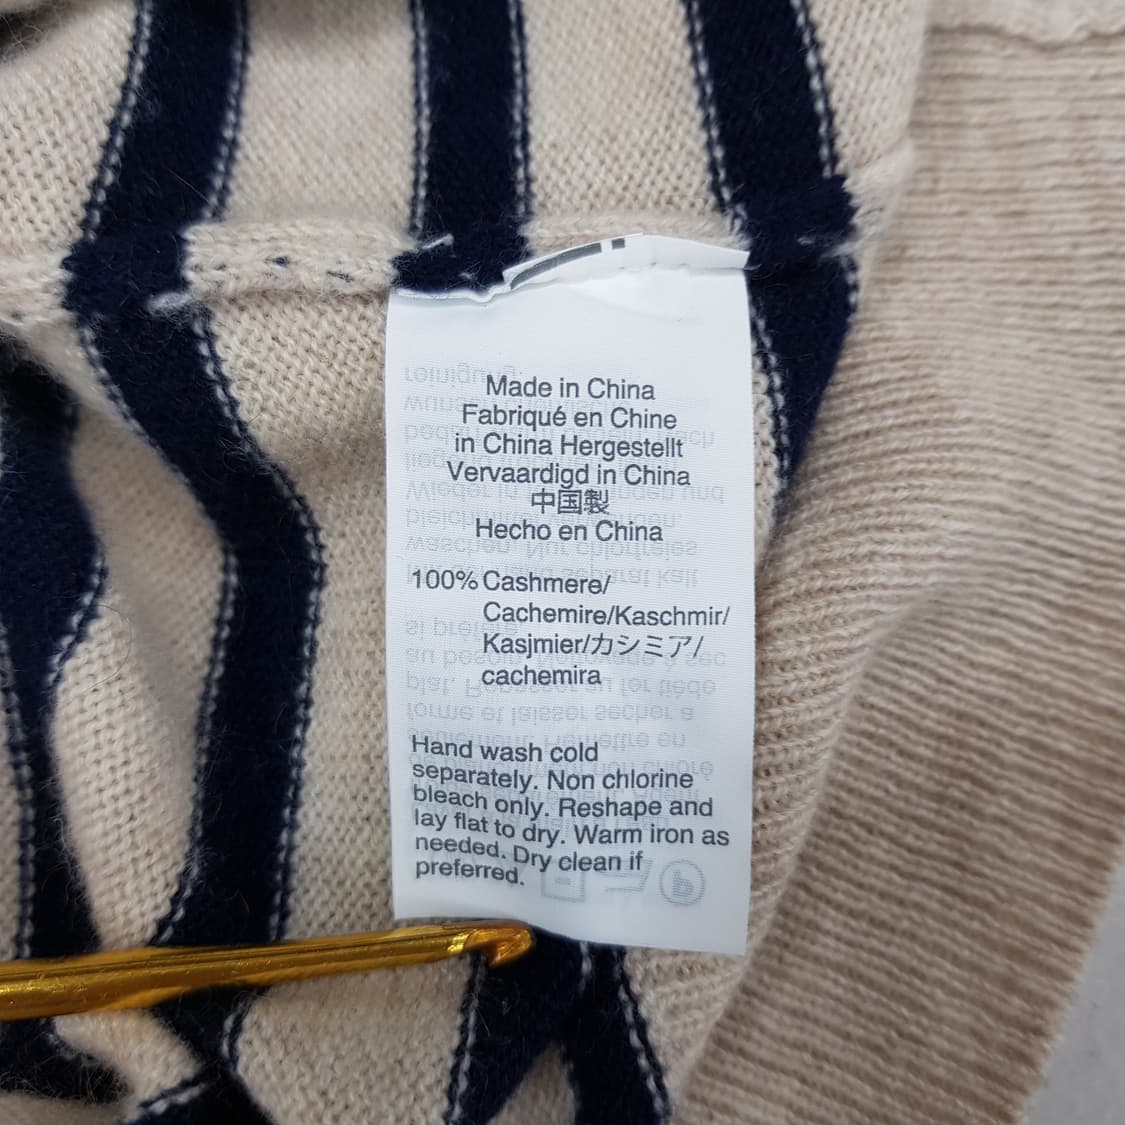 Made in China
Fabriqué en Chine
in China Hergestellt
Vervaardigd in China
中国製
Hecho en China
100% Cashmere/
Cachemire/Kaschmir/
Kasjmier/カシミア/
cachemira
Hand wash cold
separately. Non chlorine
bleach only. Reshape and
lay flat to dry. Warm iron as
needed. Dry clean if
preferred.